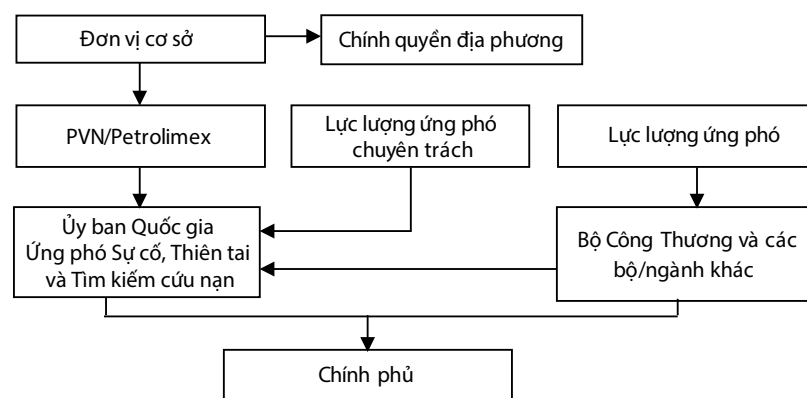 Đơn vị cơ sở
Chính quyền địa phương
PVN/Petrolimex
Lực lượng ứng phó
chuyên trách
Lực lượng ứng phó
Ủy ban Quốc gia
Ứng phó Sự cố, Thiên tai
và Tìm kiếm cứu nạn
Bộ Công Thương và các
bộ/ngành khác
Chính phủ